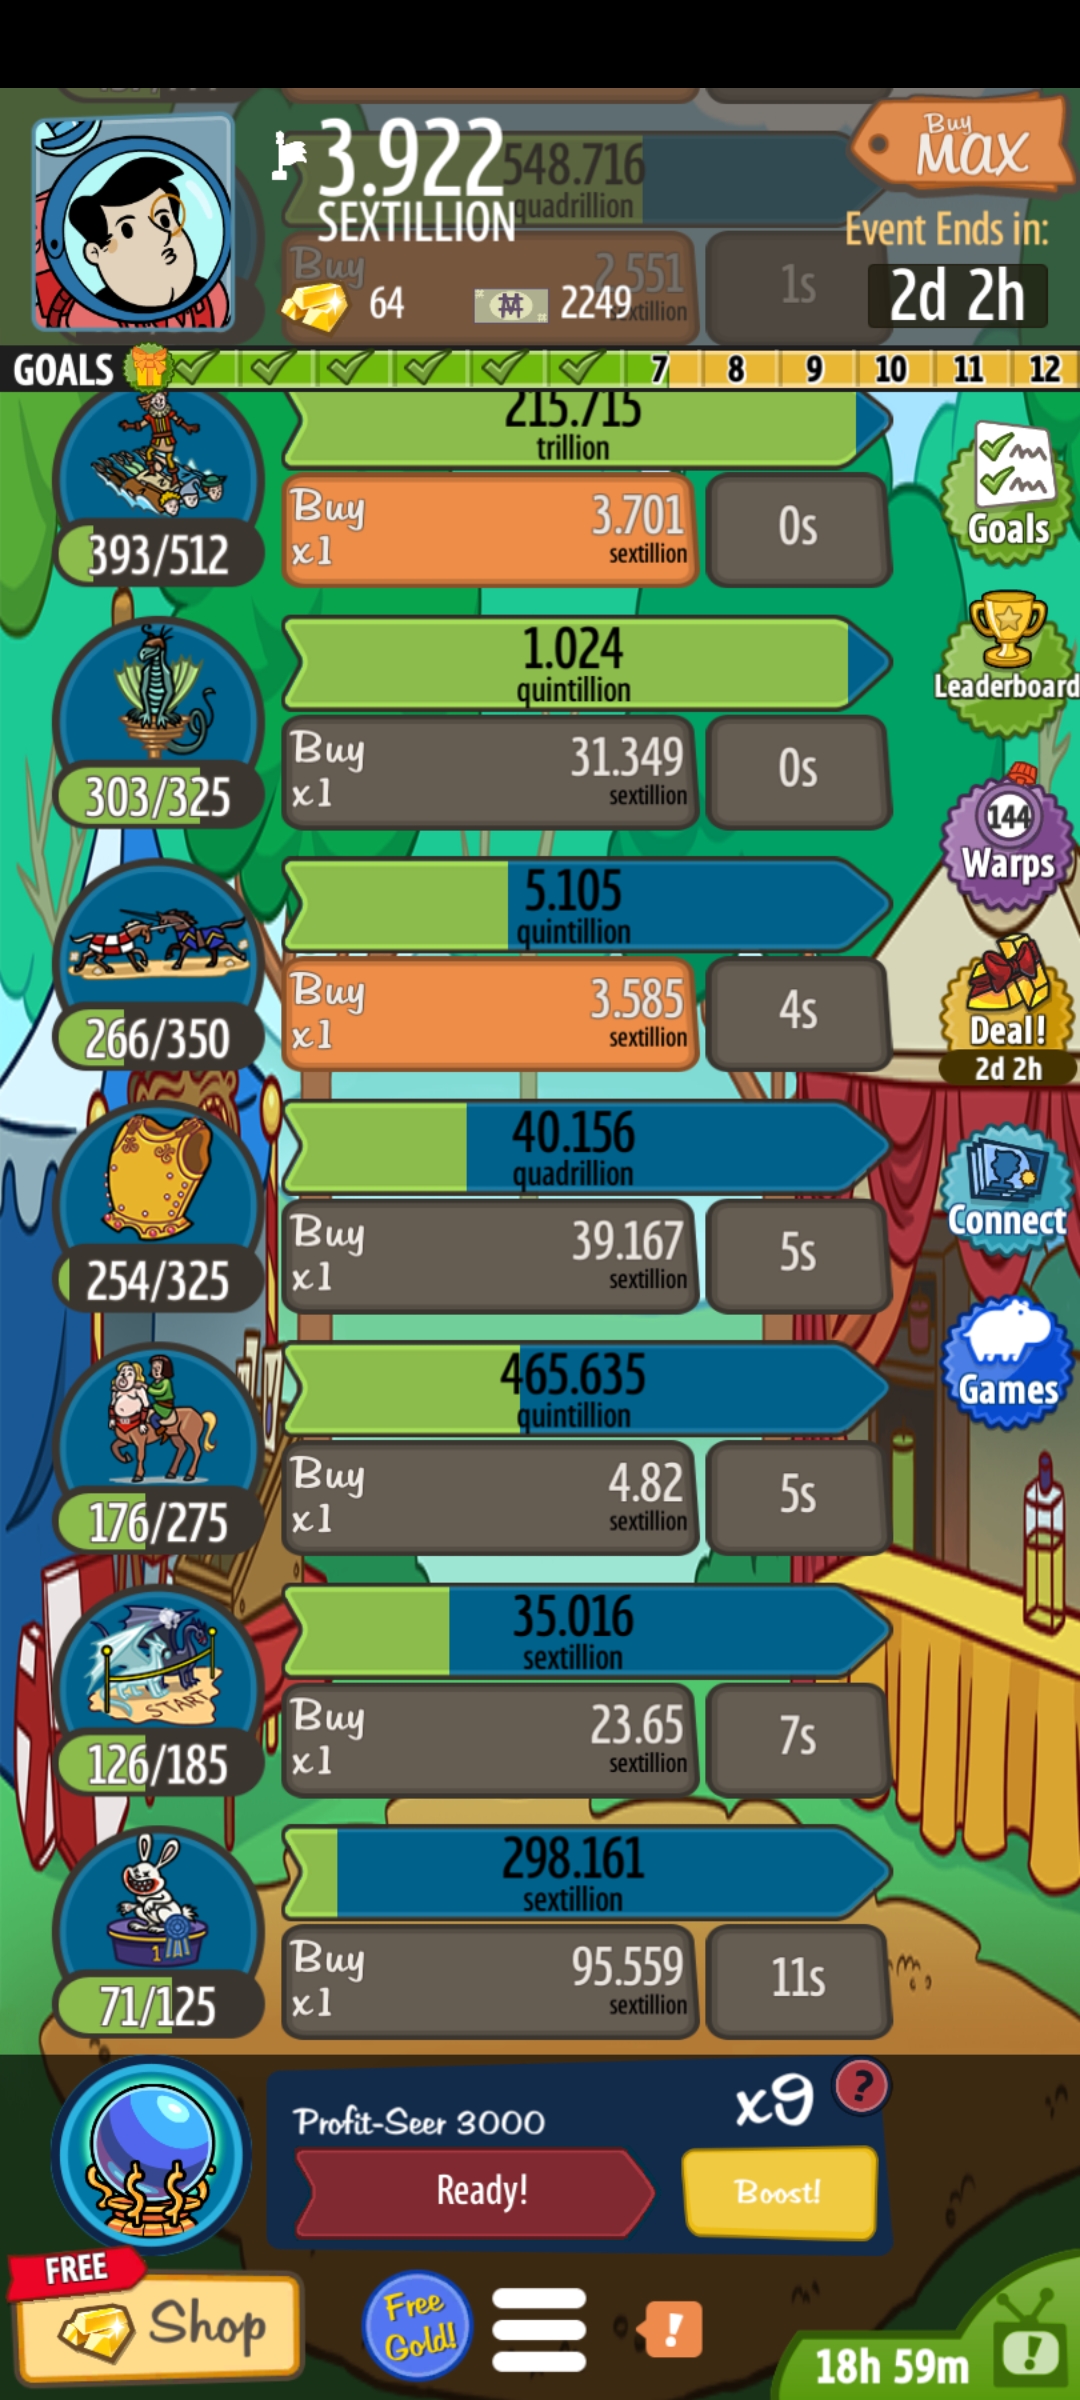 3.922
SEXTILLION
548.716
quadrillion
Buy
MAX
Event Ends in:
2d 2h
Buy
2.551
sextillion
1s
64
2249
GOALS
7
8
9
10
11
12
215.715
trillion
Buy
x1
3.701
sextillion
0s
393/512
Goals
1.024
quintillion
Leaderboard
Buy
x1
31.349
sextillion
0s
303/325
144
Warps
5.105
quintillion
Buy
x1
3.585
sextillion
4s
266/350
Deal!
2d 2h
40.156
quadrillion
Buy
x1
39.167
sextillion
5s
254/325
Connect
465.635
quintillion
Games
Buy
x1
4.82
sextillion
5s
176/275
35.016
sextillion
START
Buy
x1
23.65
sextillion
7s
126/185
298.161
sextillion
1
Buy
x1
95.559
sextillion
11s
71/125
Profit-Seer 3000
x9
?
Ready!
Boost!
FREE
Shop
Free
Gold!
!
18h 59m
!